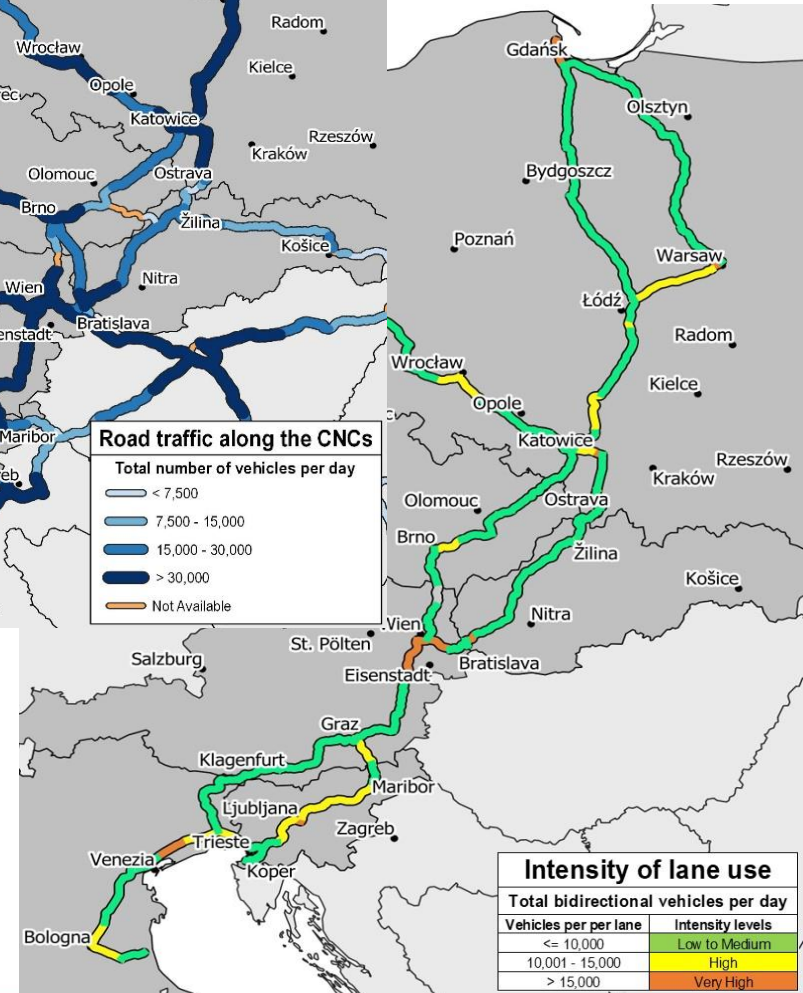 Radom
Wrocław
Kielce
Opole
Katowice
Rzeszów
Kraków
Olomouc
Ostrava
Brno
Žilina
Košice
Nitra
Wien
enstadt
Bratislava
Maribor
eb
Road traffic along the CNCs
Total number of vehicles per day
< 7,500
7,500 - 15,000
15,000 - 30,000
> 30,000
Not Available
Gdańsk
Olsztyn
Bydgoszcz
Poznań
Warsaw
Łódź
Radom
Wrocław
Kielce
Opole
Katowice
Rzeszów
Kraków
Olomouc
Ostrava
Brno
Žilina
Košice
Nitra
Wien
St. Pölten
Bratislava
Salzburg
Eisenstadt
Graz
Klagenfurt
Maribor
Ljubljana
Zagreb
Trieste
Venezia
Koper
Bologna
Intensity of lane use
Total bidirectional vehicles per day
Vehicles per per lane Intensity levels
<= 10,000 Low to Medium
10,001 - 15,000 High
> 15,000 Very High